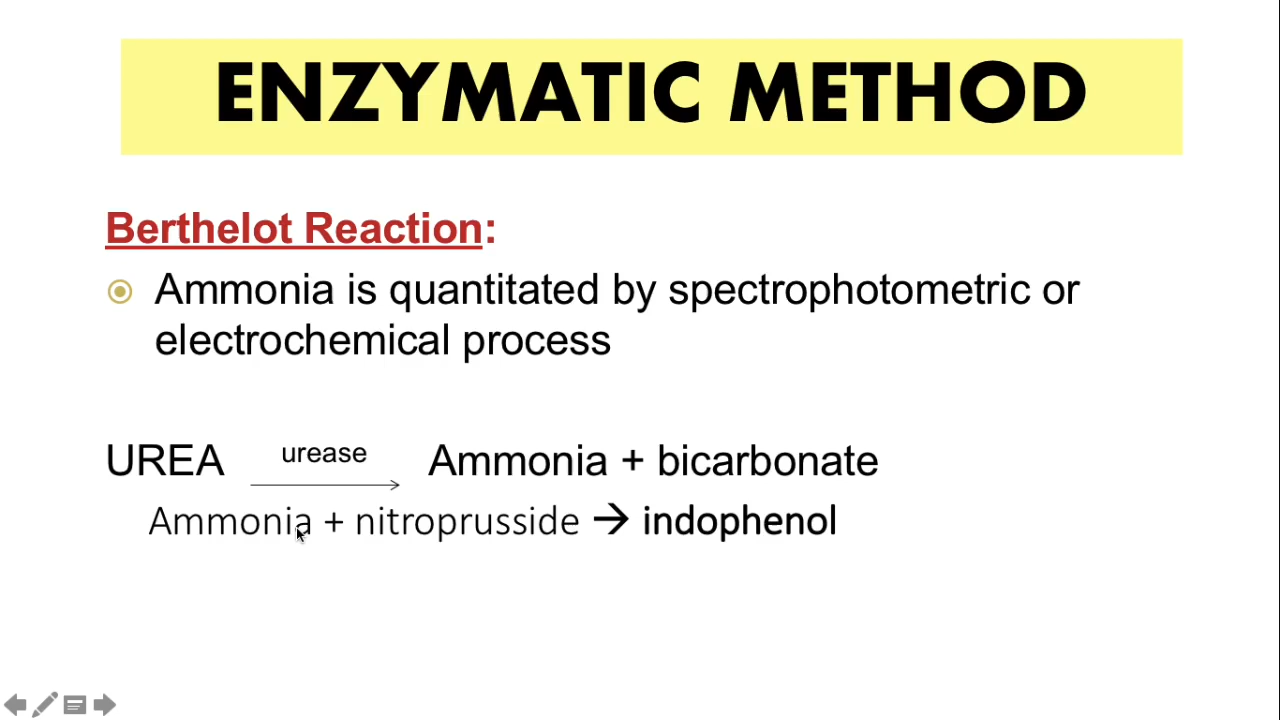 ENZYMATIC METHOD
Berthelot Reaction:
Ammonia is quantitated by spectrophotometric or
electrochemical process
UREA urease Ammonia + bicarbonate
Ammonia + nitroprusside → indophenol